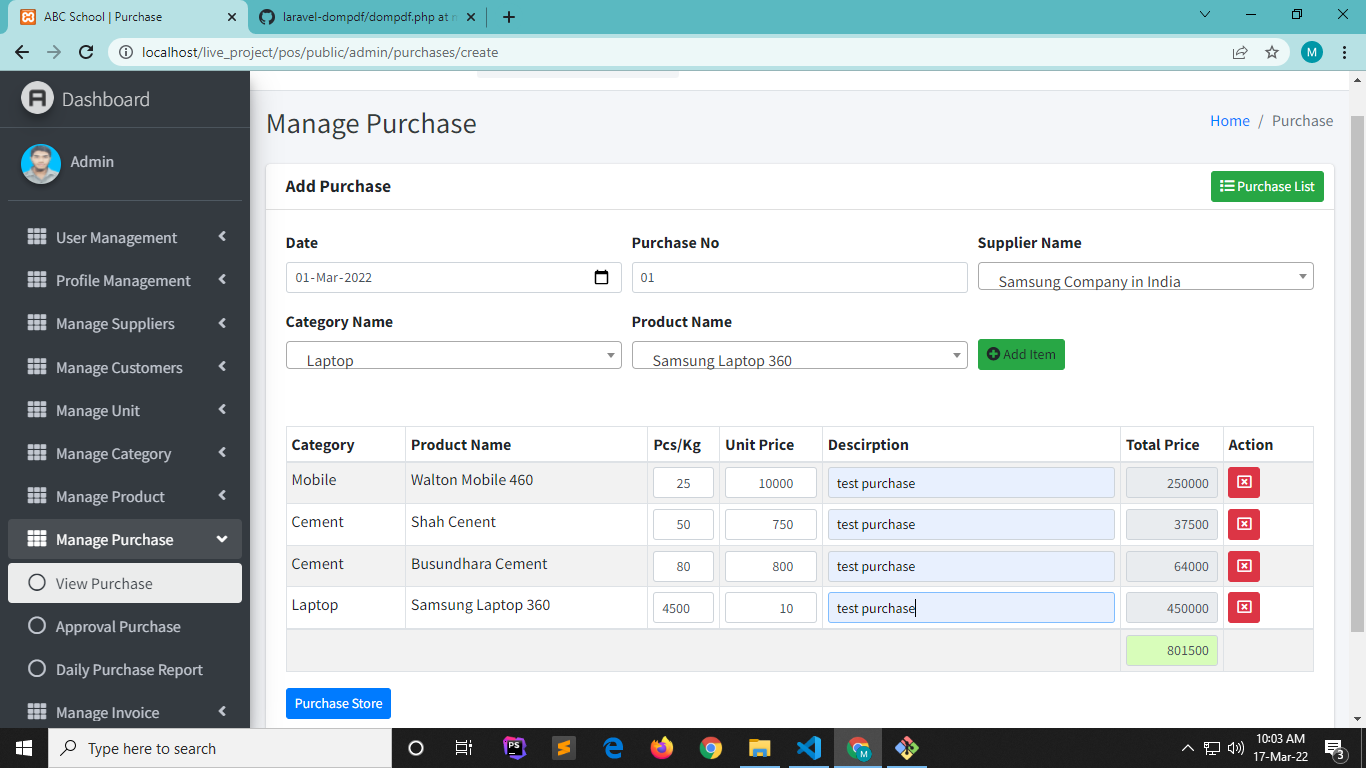 ABC School | Purchase
laravel-dompdf/dompdf.php at
localhost/live_project/pos/public/admin/purchases/create
M
Dashboard
Admin
User Management
Profile Management
Manage Suppliers
Manage Customers
Manage Unit
Manage Category
Manage Product
Manage Purchase
View Purchase
Approval Purchase
Daily Purchase Report
Manage Invoice
Manage Purchase
Home / Purchase
Add Purchase
Purchase List
Date Purchase No Supplier Name
01-Mar-2022 01 Samsung Company in India
Category Name Product Name
Laptop Samsung Laptop 360 Add Item
Category Product Name Pcs/Kg Unit Price Descirption Total Price Action
Mobile Walton Mobile 460 25 10000 test purchase 250000
Cement Shah Cenent 50 750 test purchase 37500
Cement Busundhara Cement 80 800 test purchase 64000
Laptop Samsung Laptop 360 4500 10 test purchase 450000
801500
Purchase Store
Type here to search
PS
M
10:03 AM
17-Mar-22
3